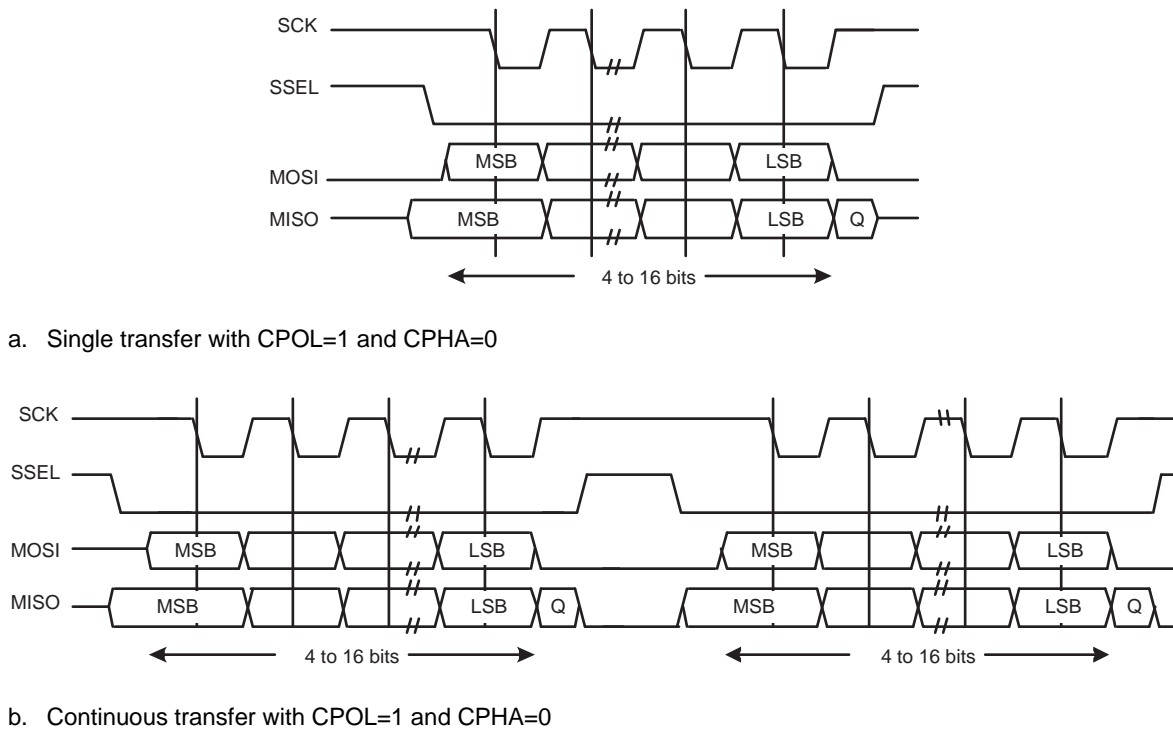 SCK
SSEL
MOSI
MSB
LSB
MISO
MSB
LSB
Q
4 to 16 bits
a. Single transfer with CPOL=1 and CPHA=0
SCK
SSEL
MOSI
MSB
LSB
MSB
LSB
MISO
MSB
LSB
Q
MSB
LSB
Q
4 to 16 bits
4 to 16 bits
b. Continuous transfer with CPOL=1 and CPHA=0